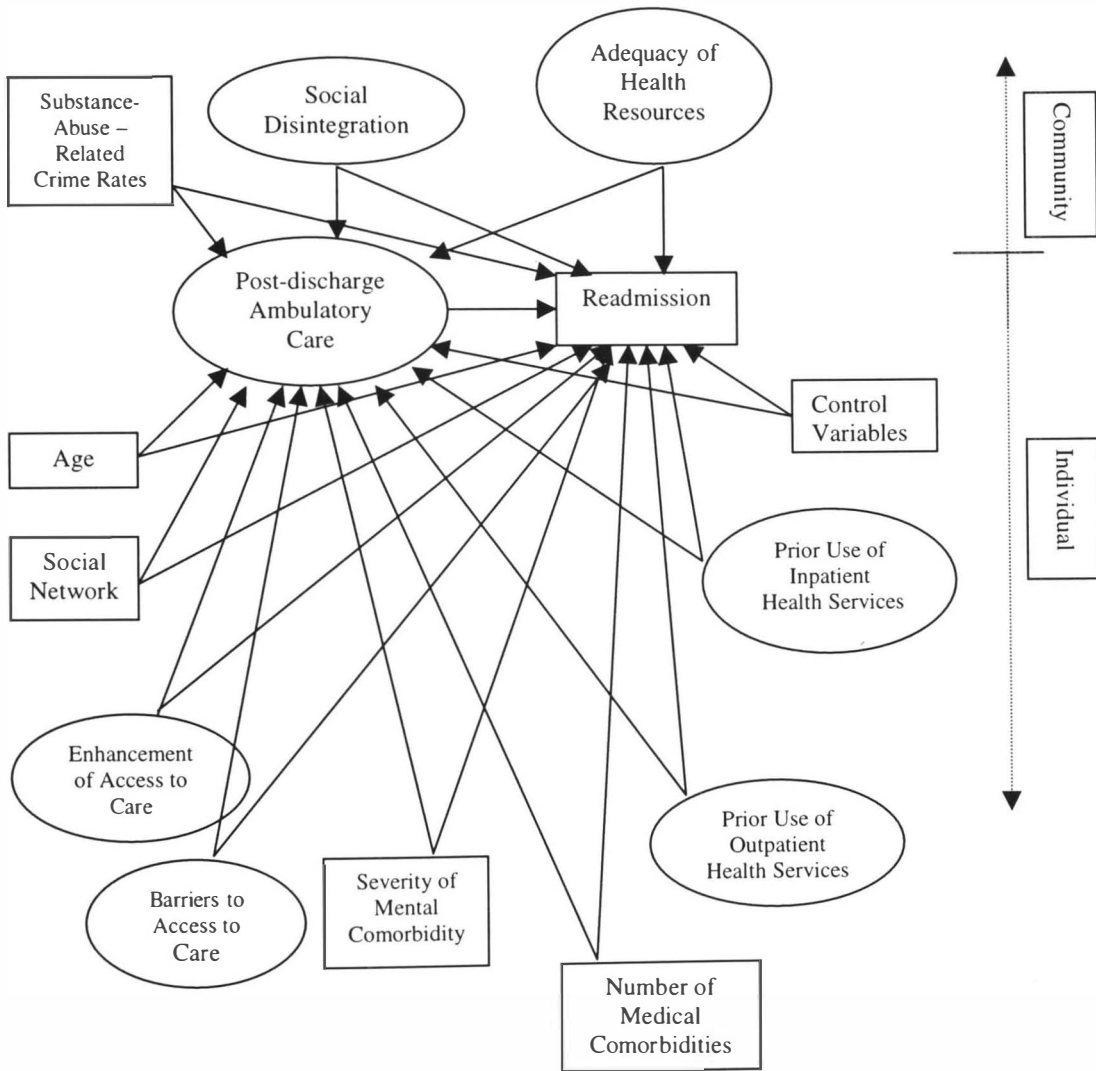 Substance-
Abuse –
Related
Crime Rates
Social
Disintegration
Adequacy of
Health
Resources
Community
Post-discharge
Ambulatory
Care
Readmission
Control
Variables
Individual
Age
Social
Network
Prior Use of
Inpatient
Health Services
Enhancement
of Access to
Care
Prior Use of
Outpatient
Health Services
Barriers to
Access to
Care
Severity of
Mental
Comorbidity
Number of
Medical
Comorbidities